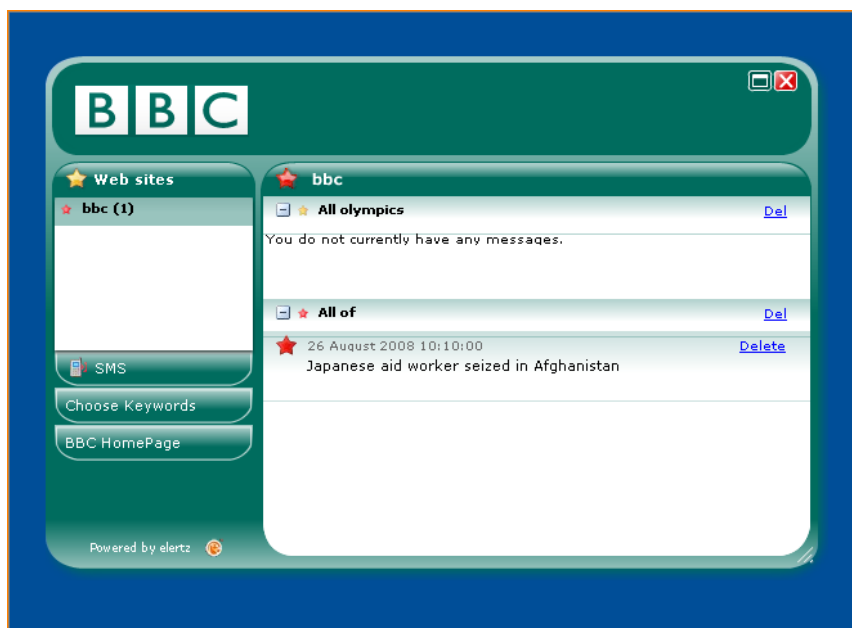 BBC
Web sites
bbc (1)
SMS
Choose Keywords
BBC HomePage
Powered by elertz
bbc
All olympics Del
You do not currently have any messages.
All of Del
26 August 2008 10:10:00 Delete
Japanese aid worker seized in Afghanistan